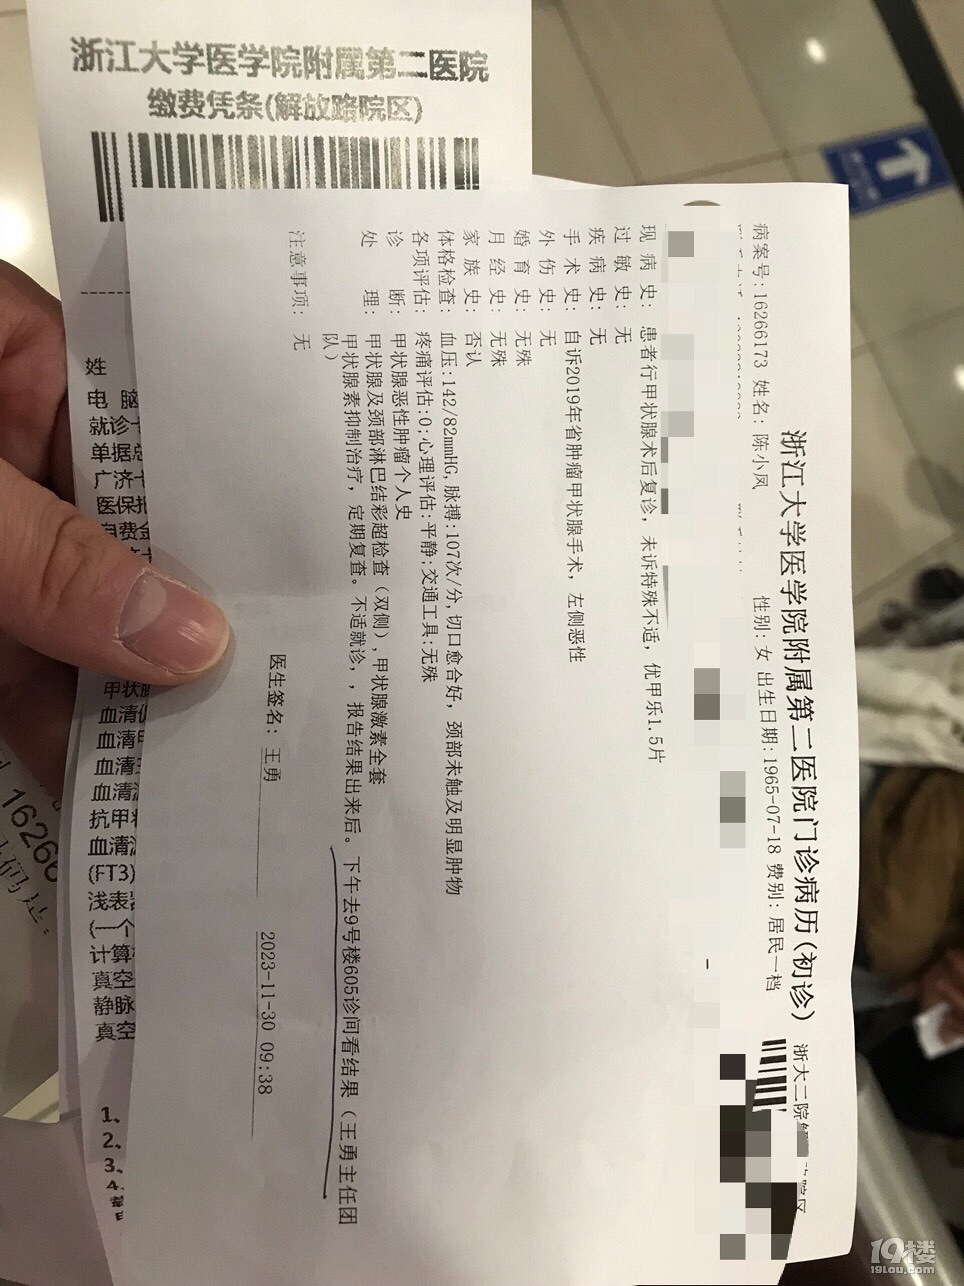 浙江大学医学院附属第二医院
缴费凭条(解放路院区)
浙江大学医学院附属第二医院门诊病历(初诊)
病案号:16266173 姓名: 陈小凤 性别: 女 出生日期:1965-07-18 费别: 居民一档
现 病 史: 患者行甲状腺术后复诊, 未诉特殊不适, 优甲乐1.5片
过 敏 史: 无
疾 病 史: 无
手 术 史: 自诉2019年省肿瘤甲状腺手术, 左侧恶性
外 伤 史: 无
婚 育 史: 无殊
月 经 史: 无殊
家 族 史: 否认
体格检查: 血压:142/82mmHG,脉搏:107次/分,切口愈合好, 颈部未触及明显肿物
各项评估: 疼痛评估:0;心理评估:平静;交通工具:无殊
诊 断: 甲状腺恶性肿瘤个人史
处 理: 甲状腺及颈部淋巴结彩超检查(双侧),甲状腺激素全套
甲状腺素抑制治疗, 定期复查。不适就诊, , 报告结果出来后。下午去9号楼605诊间看结果(王勇主任团
队)
注意事项: 无
医生签名: 王勇
2023-11-30 09:38
姓
电 脑
就诊
单据总
广济
医保
自费金
甲状腺
血清
血清
血清
血清
抗甲状
血清
(FT3)
浅表
(一个
计算
真空
静脉
真空
1、
2、
3、
4、
16266
码是:
19楼
19lou.com